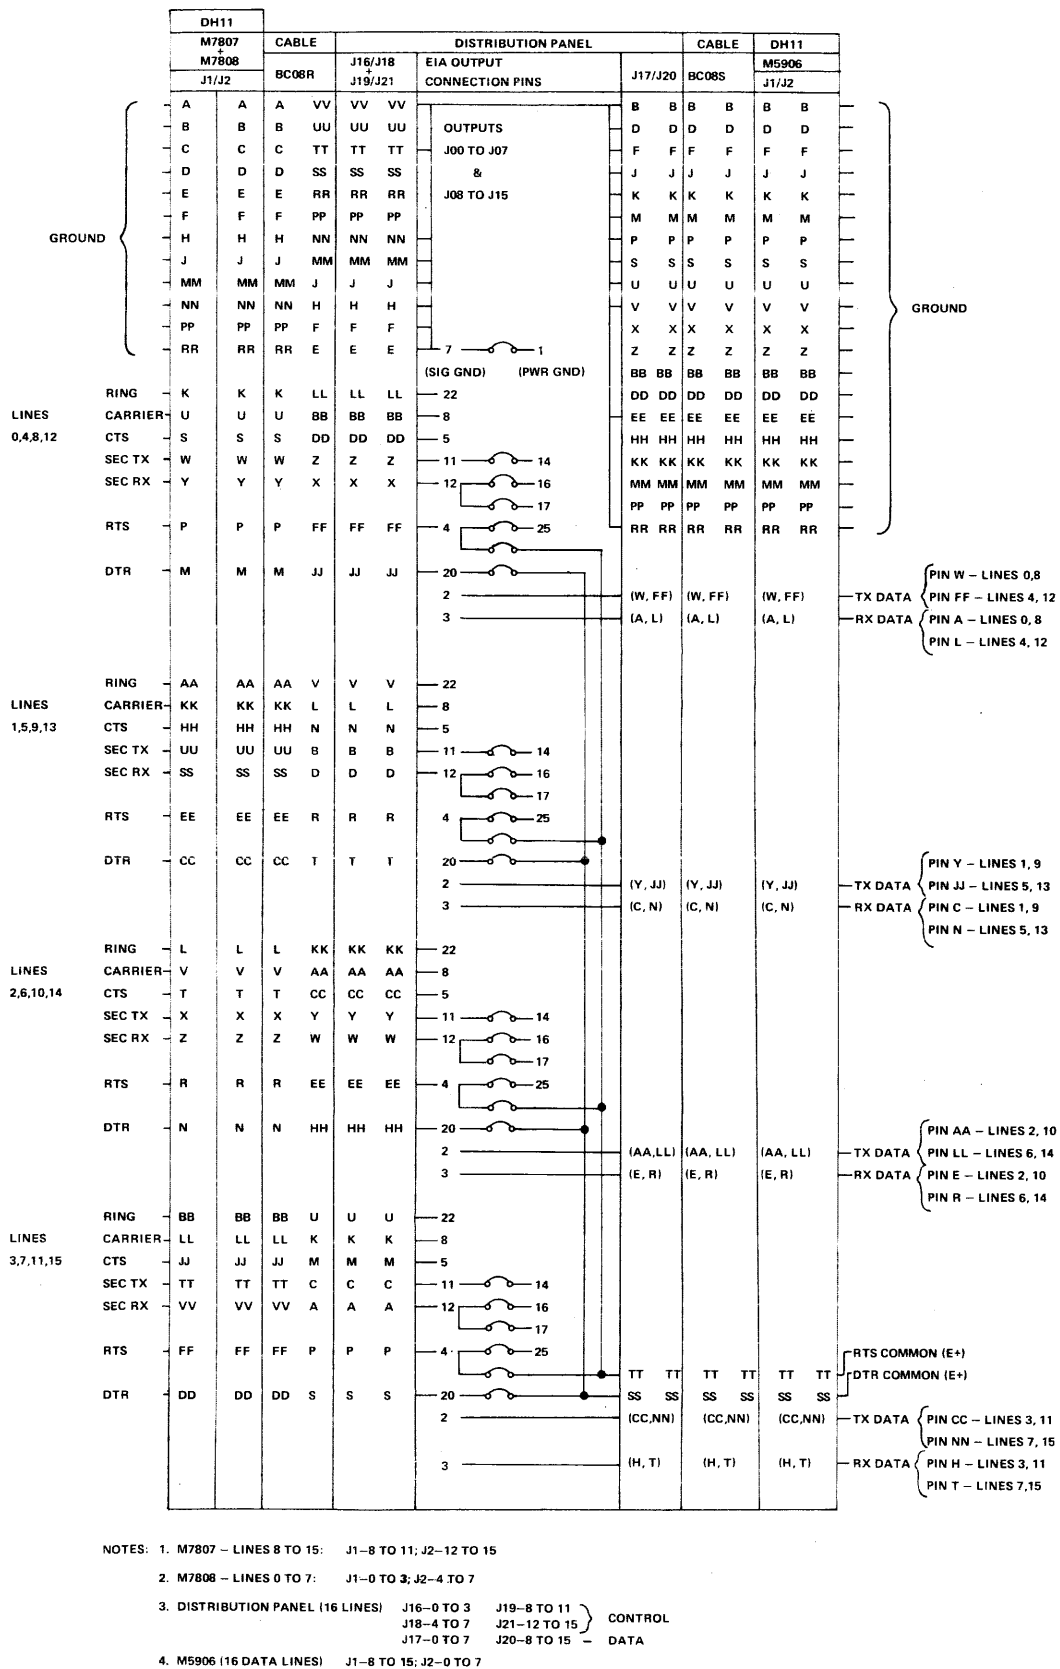 DH11
M7807 + M7808 CABLE DISTRIBUTION PANEL CABLE DH11
J1/J2 BC08R J16/J18 + J19/J21 EIA OUTPUT CONNECTION PINS J17/J20 BC08S M5906 J1/J2
A A A VV VV VV B B B B B B
B B B UU UU UU OUTPUTS D D D D D D
C C C TT TT TT J00 TO J07 F F F F F F
D D D SS SS SS & J J J J J J
E E E RR RR RR J08 TO J15 K K K K K K
F F F PP PP PP M M M M M M
GROUND H H H NN NN NN P P P P P P
J J J MM MM MM S S S S S S
MM MM MM J J J U U U U U U
NN NN NN H H H V V V V V V GROUND
PP PP PP F F F X X X X X X
RR RR RR E E E 7 1 Z Z Z Z Z Z
(SIG GND) (PWR GND) BB BB BB BB BB BB
RING K K K LL LL LL 22 DD DD DD DD DD DD
LINES CARRIER U U U BB BB BB 8 EE EE EE EE EE EE
0,4,8,12 CTS S S S DD DD DD 5 HH HH HH HH HH HH
SEC TX W W W Z Z Z 11 14 KK KK KK KK KK KK
SEC RX Y Y Y X X X 12 16 MM MM MM MM MM MM
17 PP PP PP PP PP PP
RTS P P P FF FF FF 4 25 RR RR RR RR RR RR
DTR M M M JJ JJ JJ 20 PIN W – LINES 0,8
2 (W, FF) (W, FF) (W, FF) TX DATA PIN FF – LINES 4, 12
3 (A, L) (A, L) (A, L) RX DATA PIN A – LINES 0, 8
PIN L – LINES 4, 12
RING AA AA AA V V V 22
LINES CARRIER KK KK KK L L L 8
1,5,9,13 CTS HH HH HH N N N 5
SEC TX UU UU UU B B B 11 14
SEC RX SS SS SS D D D 12 16
17
RTS EE EE EE R R R 4 25
DTR CC CC CC T T T 20 PIN Y – LINES 1, 9
2 (Y, JJ) (Y, JJ) (Y, JJ) TX DATA PIN JJ – LINES 5, 13
3 (C, N) (C, N) (C, N) RX DATA PIN C – LINES 1, 9
PIN N – LINES 5, 13
RING L L L KK KK KK 22
LINES CARRIER V V V AA AA AA 8
2,6,10,14 CTS T T T CC CC CC 5
SEC TX X X X Y Y Y 11 14
SEC RX Z Z Z W W W 12 16
17
RTS R R R EE EE EE 4 25
DTR N N N HH HH HH 20 PIN AA – LINES 2, 10
2 (AA,LL) (AA, LL) (AA, LL) TX DATA PIN LL – LINES 6, 14
3 (E, R) (E, R) (E, R) RX DATA PIN E – LINES 2, 10
PIN R – LINES 6, 14
RING BB BB BB U U U 22
LINES CARRIER LL LL LL K K K 8
3,7,11,15 CTS JJ JJ JJ M M M 5
SEC TX TT TT TT C C C 11 14
SEC RX VV VV VV A A A 12 16
17
RTS FF FF FF P P P 4 25 RTS COMMON (E+)
TT TT TT TT TT TT DTR COMMON (E+)
DTR DD DD DD S S S 20 SS SS SS SS SS SS
2 (CC,NN) (CC,NN) (CC,NN) TX DATA PIN CC – LINES 3, 11
PIN NN – LINES 7, 15
3 (H, T) (H, T) (H, T) RX DATA PIN H – LINES 3, 11
PIN T – LINES 7,15
NOTES: 1. M7807 – LINES 8 TO 15: J1–8 TO 11; J2–12 TO 15
2. M7808 – LINES 0 TO 7: J1–0 TO 3; J2–4 TO 7
3. DISTRIBUTION PANEL (16 LINES) J16–0 TO 3 J19–8 TO 11
J18–4 TO 7 J21–12 TO 15 CONTROL
J17–0 TO 7 J20–8 TO 15 – DATA
4. M5906 (16 DATA LINES) J1–8 TO 15; J2–0 TO 7